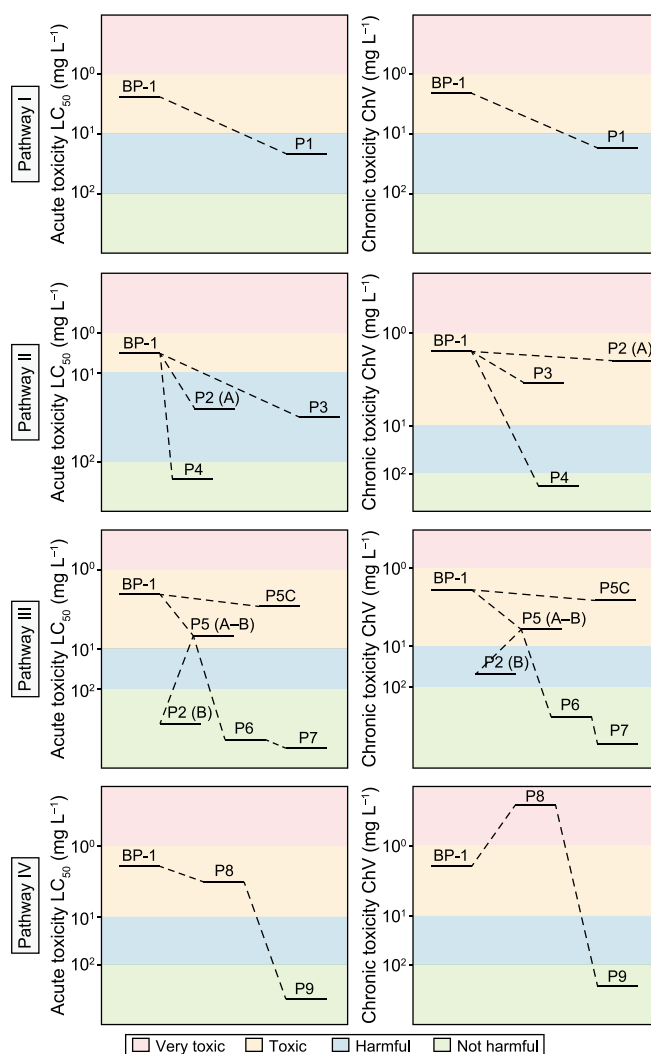 Pathway I
Acute toxicity LC₅₀ (mg L⁻¹)
10⁰
10¹
10²
BP-1
P1
Chronic toxicity ChV (mg L⁻¹)
10⁰
10¹
10²
BP-1
P1
Pathway II
Acute toxicity LC₅₀ (mg L⁻¹)
10⁰
10¹
10²
BP-1
P2 (A)
P3
P4
Chronic toxicity ChV (mg L⁻¹)
10⁰
10¹
10²
BP-1
P2 (A)
P3
P4
Pathway III
Acute toxicity LC₅₀ (mg L⁻¹)
10⁰
10¹
10²
BP-1
P5C
P5 (A–B)
P2 (B)
P6
P7
Chronic toxicity ChV (mg L⁻¹)
10⁰
10¹
10²
BP-1
P5C
P5 (A–B)
P2 (B)
P6
P7
Pathway IV
Acute toxicity LC₅₀ (mg L⁻¹)
10⁰
10¹
10²
BP-1
P8
P9
Chronic toxicity ChV (mg L⁻¹)
10⁰
10¹
10²
P8
BP-1
P9
Very toxic Toxic Harmful Not harmful